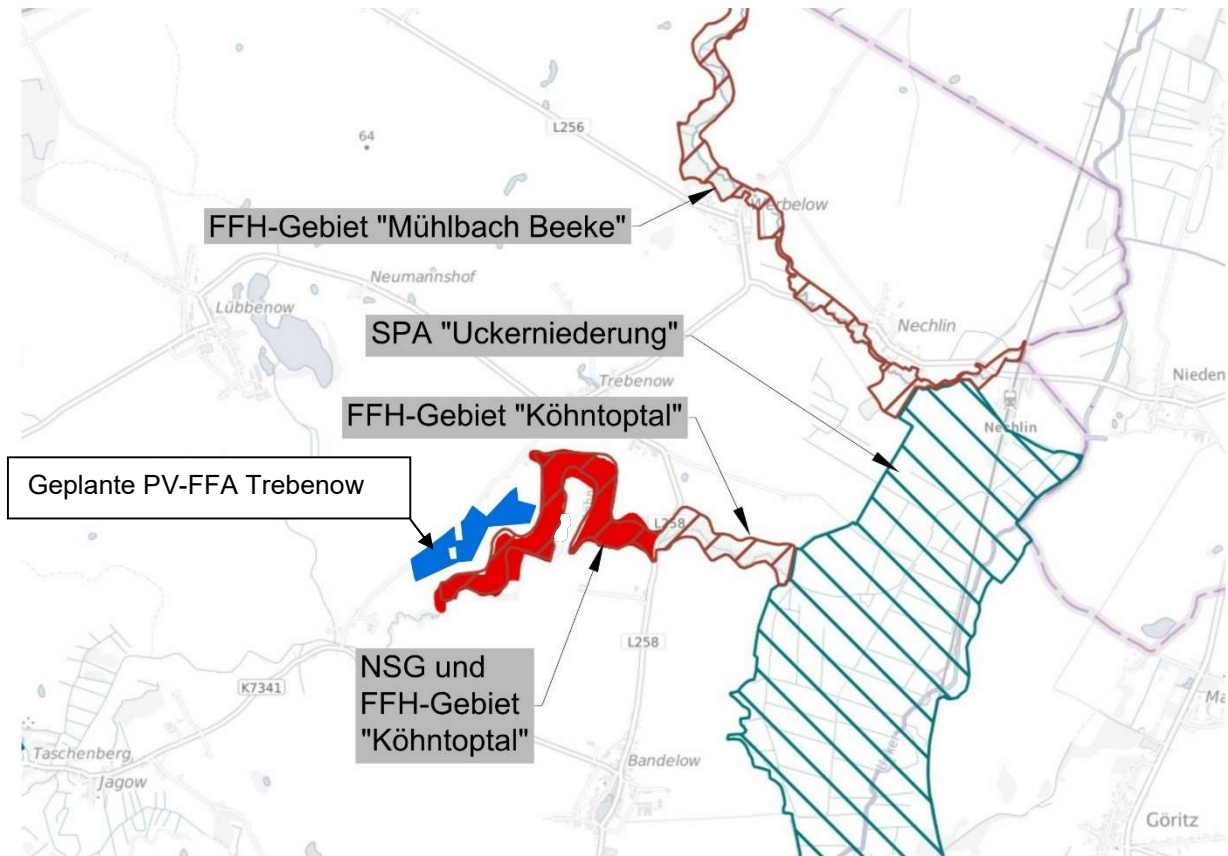 64
L256
FFH-Gebiet "Mühlbach Beeke"
Werbelow
Neumannshof
Lübbenow
SPA "Uckerniederung"
Nechlin
Trebenow
Nieden
FFH-Gebiet "Köhntoptal"
Nechlin
Geplante PV-FFA Trebenow
L258
L258
NSG und
FFH-Gebiet
"Köhntoptal"
K7341
Taschenberg
Jagow
Bandelow
Göritz